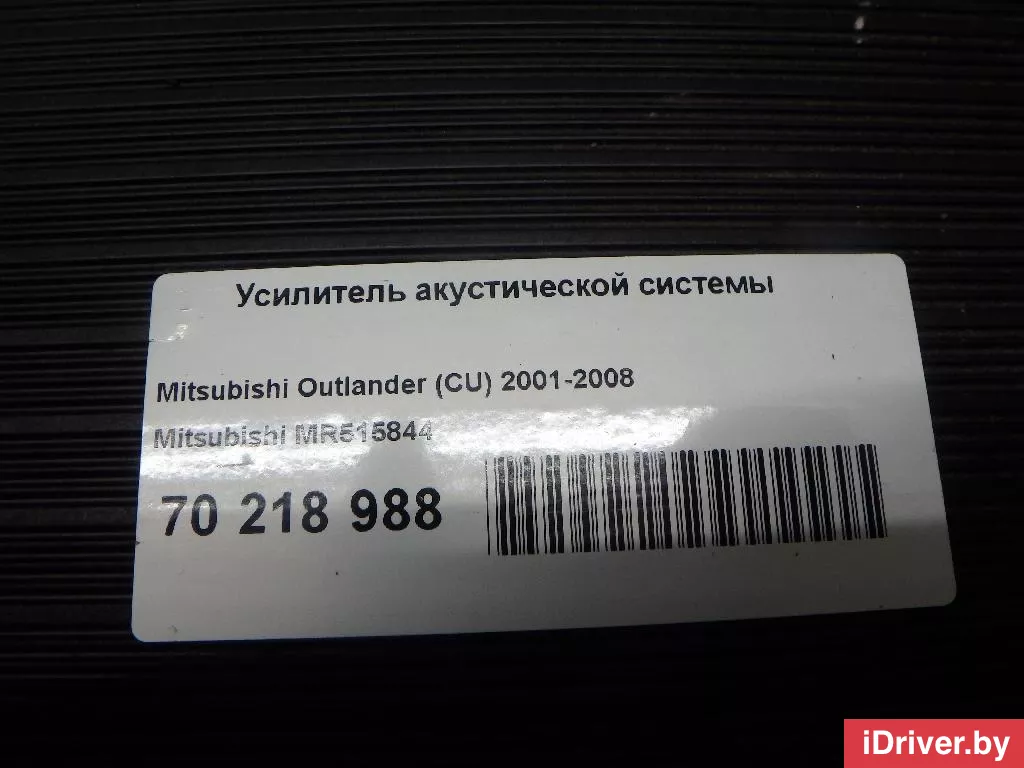 Усилитель акустической системы
Mitsubishi Outlander (CU) 2001-2008
Mitsubishi MR515844
70 218 988
iDriver.by